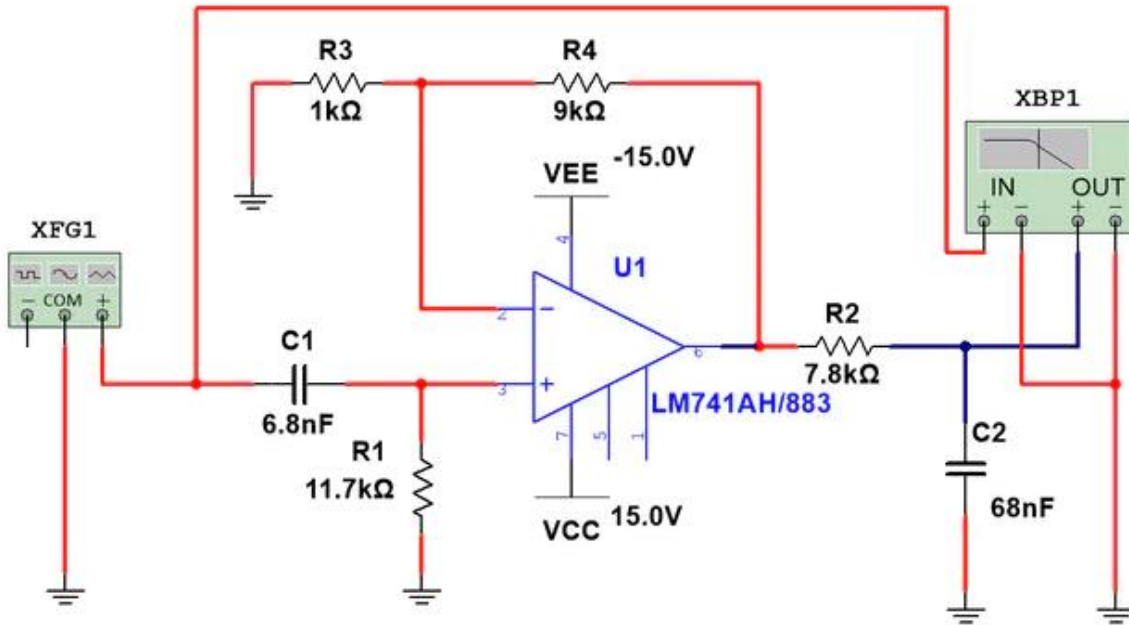 R3
1kΩ
R4
9kΩ
XBP1
IN
OUT
+
−
+
−
VEE
-15.0V
XFG1
−
COM
+
4
U1
2
−
R2
7.8kΩ
6
C1
6.8nF
3
+
LM741AH/883
7
5
1
R1
11.7kΩ
VCC
15.0V
C2
68nF